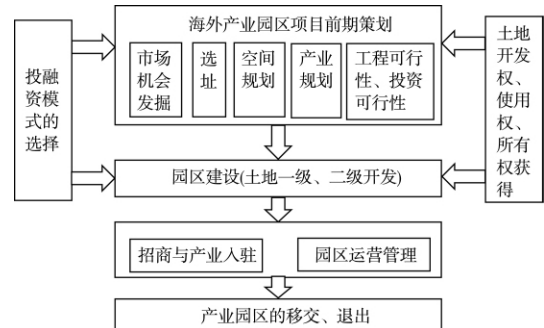 海外产业园区项目前期策划
市场
机会
发掘
选
址
空间
规划
产业
规划
工程可行
性、投资
可行性
投融
资模
式的
选择
土地
开发
权、
使用
权、
所有
权获
得
园区建设(土地一级、二级开发)
招商与产业入驻
园区运营管理
产业园区的移交、退出